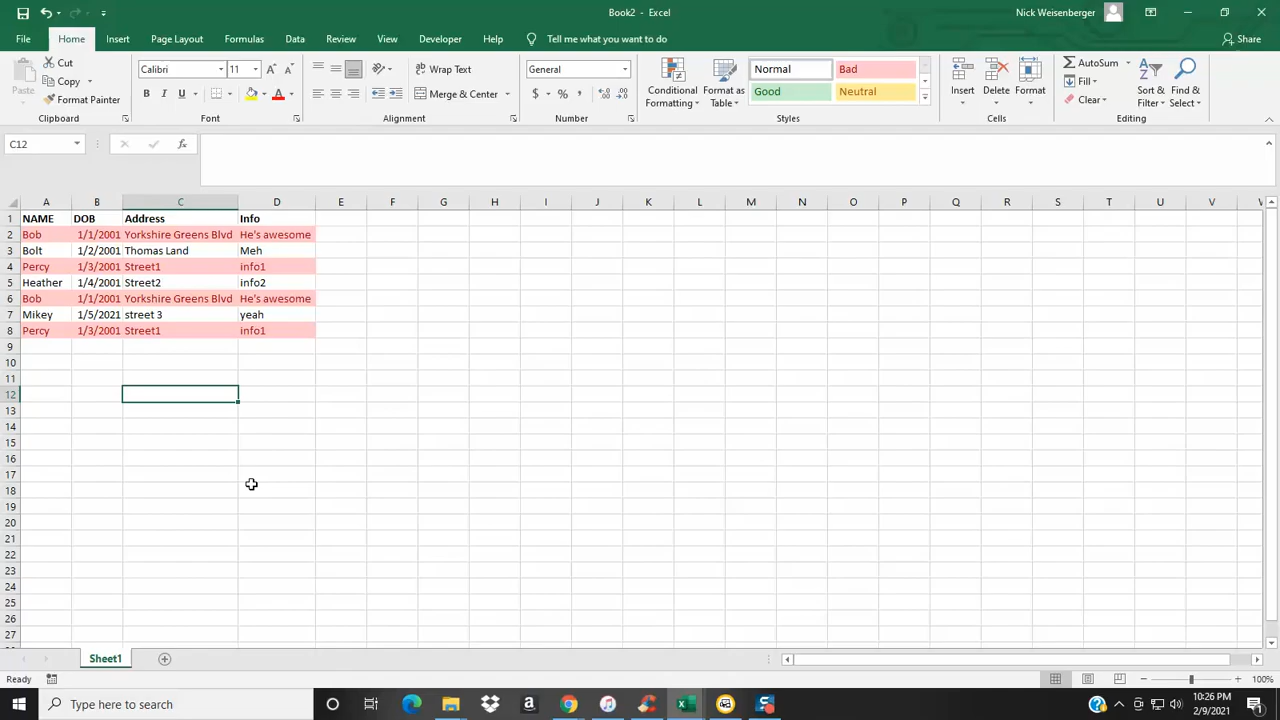 Book2 - Excel
Nick Weisenberger
File Home Insert Page Layout Formulas Data Review View Developer Help Tell me what you want to do Share
Paste
Cut
Copy
Format Painter
Clipboard
Calibri 11
B I U
Font
Wrap Text
Merge & Center
Alignment
General
$ % ,
Number
Conditional Formatting
Format as Table
Normal Bad
Good Neutral
Styles
Insert Delete Format
Cells
AutoSum
Fill
Clear
Sort & Filter
Find & Select
Editing
C12 fx
A B C D E F G H I J K L M N O P Q R S T U V
1 NAME DOB Address Info
2 Bob 1/1/2001 Yorkshire Greens Blvd He's awesome
3 Bolt 1/2/2001 Thomas Land Meh
4 Percy 1/3/2001 Street1 info1
5 Heather 1/4/2001 Street2 info2
6 Bob 1/1/2001 Yorkshire Greens Blvd He's awesome
7 Mikey 1/5/2021 street 3 yeah
8 Percy 1/3/2001 Street1 info1
9
10
11
12
13
14
15
16
17
18
19
20
21
22
23
24
25
26
27
Sheet1
Ready 100%
Type here to search
10:26 PM
2/9/2021